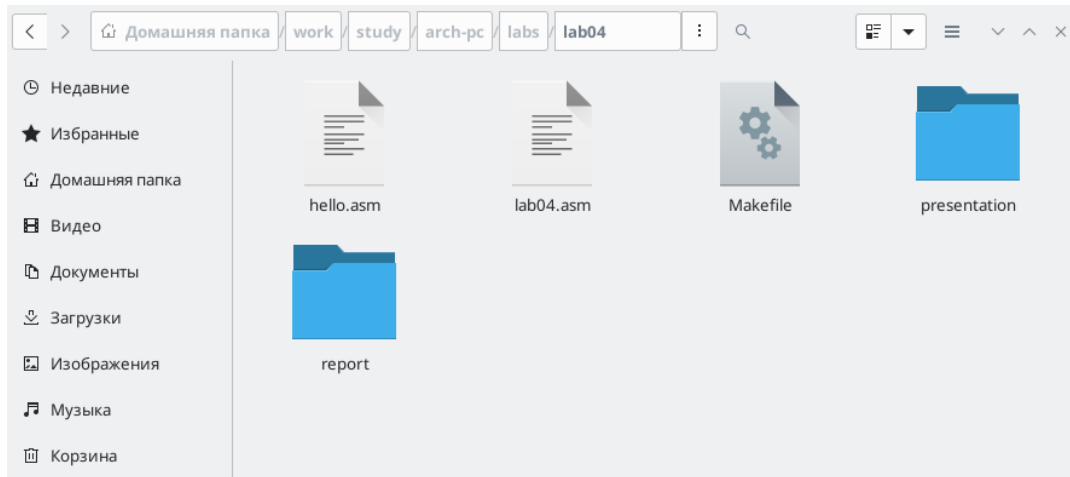 Домашняя папка / work / study / arch-pc / labs / lab04
Недавние
Избранные
Домашняя папка
Видео
Документы
Загрузки
Изображения
Музыка
Корзина
hello.asm lab04.asm Makefile presentation
report